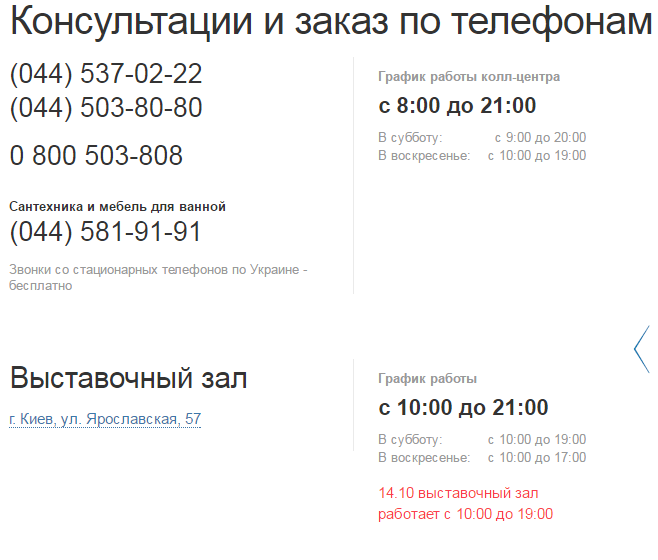 Консультации и заказ по телефонам
(044) 537-02-22
(044) 503-80-80
0 800 503-808
Сантехника и мебель для ванной
(044) 581-91-91
Звонки со стационарных телефонов по Украине -
бесплатно
График работы колл-центра
с 8:00 до 21:00
В субботу: с 9:00 до 20:00
В воскресенье: с 10:00 до 19:00
Выставочный зал
г. Киев, ул. Ярославская, 57
График работы
с 10:00 до 21:00
В субботу: с 10:00 до 19:00
В воскресенье: с 10:00 до 17:00
14.10 выставочный зал
работает с 10:00 до 19:00